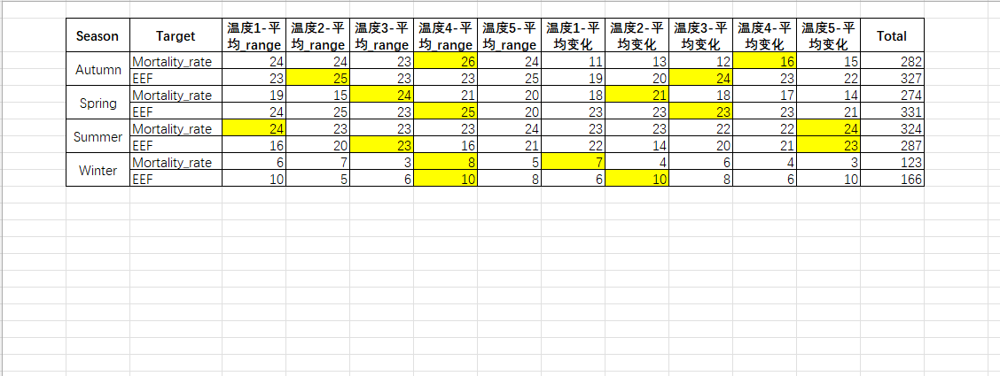 Season Target 温度1-平均_range 温度2-平均_range 温度3-平均_range 温度4-平均_range 温度5-平均_range 温度1-平均变化 温度2-平均变化 温度3-平均变化 温度4-平均变化 温度5-平均变化 Total
Autumn Mortality_rate 24 24 23 26 24 11 13 12 16 15 282
EEF 23 25 23 23 25 19 20 24 23 22 327
Spring Mortality_rate 19 15 24 21 20 18 21 18 17 14 274
EEF 24 25 23 25 20 23 23 23 23 21 331
Summer Mortality_rate 24 23 23 23 24 23 23 22 22 24 324
EEF 16 20 23 16 21 22 14 20 21 23 287
Winter Mortality_rate 6 7 3 8 5 7 4 6 4 3 123
EEF 10 5 6 10 8 6 10 8 6 10 166